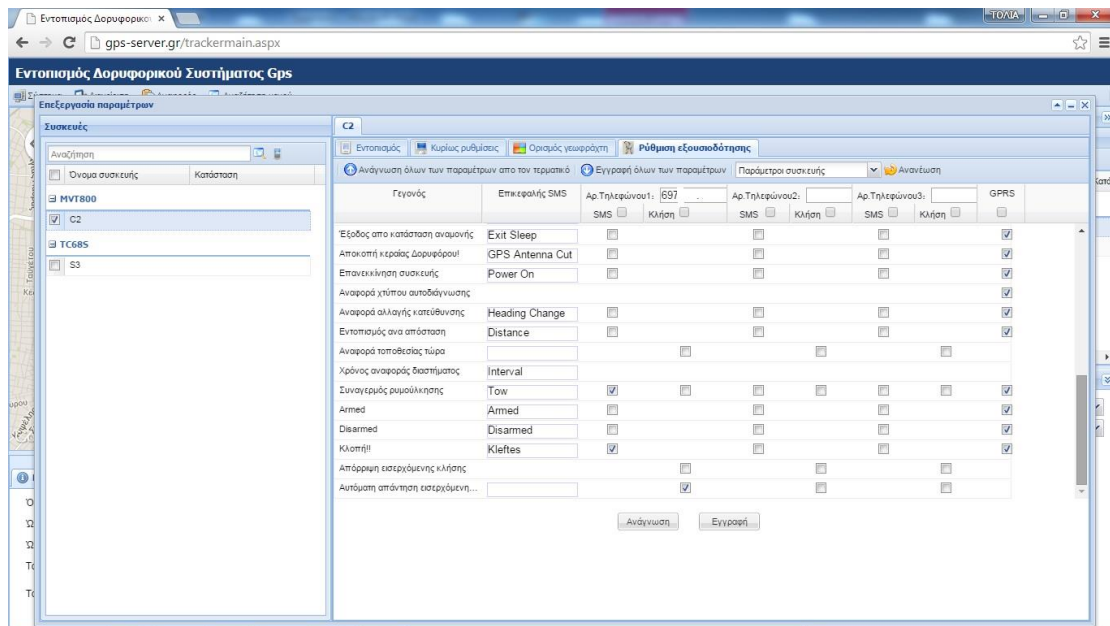 Εντοπισμός Δορυφορικο
ΤΟΛΙΑ
gps-server.gr/trackermain.aspx
Εντοπισμός Δορυφορικού Συστήματος Gps
Επεξεργασία παραμέτρων
Συσκευές
C2
Αναζήτηση
Εντοπισμός Κυρίως ρυθμίσεις Ορισμός γεωφράχτη Ρύθμιση εξουσιοδότησης
Όνομα συσκευής Κατάσταση
Ανάγνωση όλων των παραμέτρων απο τον τερματικό Εγγραφή όλων των παραμέτρων Παράμετροι συσκευής Ανανέωση
MVT800
C2
TC68S
S3
Γεγονός Επικεφαλής SMS Αρ.Τηλεφώνου1: 697 Αρ.Τηλεφώνου2: Αρ.Τηλεφώνου3: GPRS
SMS Κλήση SMS Κλήση SMS Κλήση
Έξοδος απο κατάσταση αναμονής Exit Sleep
Αποκοπή κεραίας Δορυφόρου! GPS Antenna Cut
Επανεκκίνηση συσκευής Power On
Αναφορά χτύπου αυτοδιάγνωσης
Αναφορά αλλαγής κατεύθυνσης Heading Change
Εντοπισμός ανα απόσταση Distance
Αναφορά τοποθεσίας τώρα
Χρόνος αναφοράς διαστήματος Interval
Συναγερμός ρυμούλκησης Tow
Armed Armed
Disarmed Disarmed
Κλοπή!! Kleftes
Απόρριψη εισερχόμενης κλήσης
Αυτόματη απάντηση εισερχόμενη...
Ανάγνωση Εγγραφή